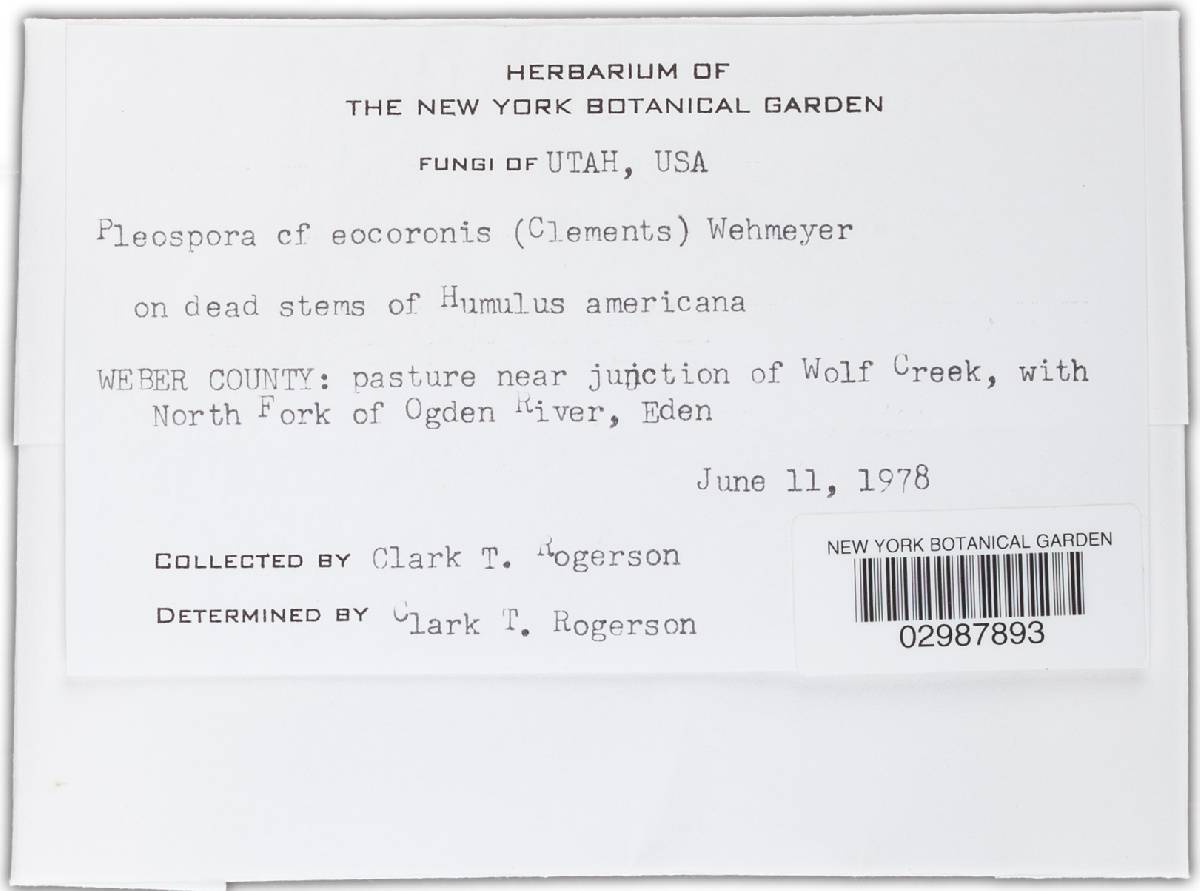 HERBARIUM OF
THE NEW YORK BOTANICAL GARDEN
FUNGI OF UTAH, USA
Pleospora cf eocoronis (Clements) Wehmeyer
on dead stems of Humulus americana
WEBER COUNTY: pasture near junction of Wolf Creek, with
North Fork of Ogden River, Eden
June 11, 1978
COLLECTED BY Clark T. Rogerson
DETERMINED BY Clark T. Rogerson
NEW YORK BOTANICAL GARDEN
02987893